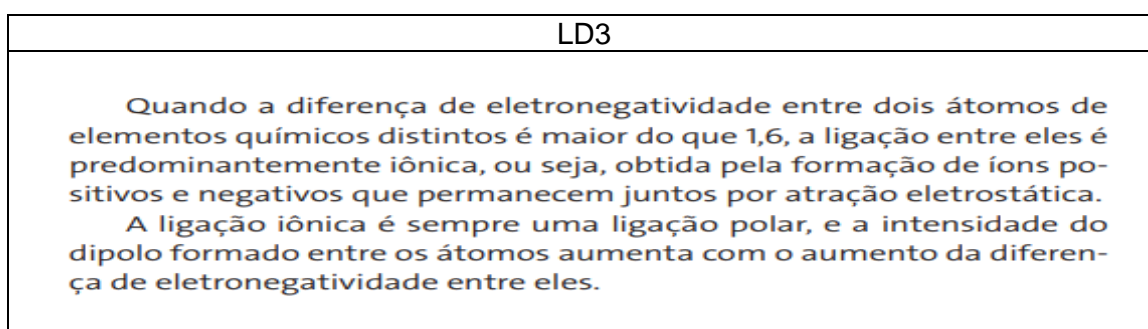 LD3
Quando a diferença de eletronegatividade entre dois átomos de
elementos químicos distintos é maior do que 1,6, a ligação entre eles é
predominantemente iônica, ou seja, obtida pela formação de íons po-
sitivos e negativos que permanecem juntos por atração eletrostática.
A ligação iônica é sempre uma ligação polar, e a intensidade do
dipolo formado entre os átomos aumenta com o aumento da diferen-
ça de eletronegatividade entre eles.